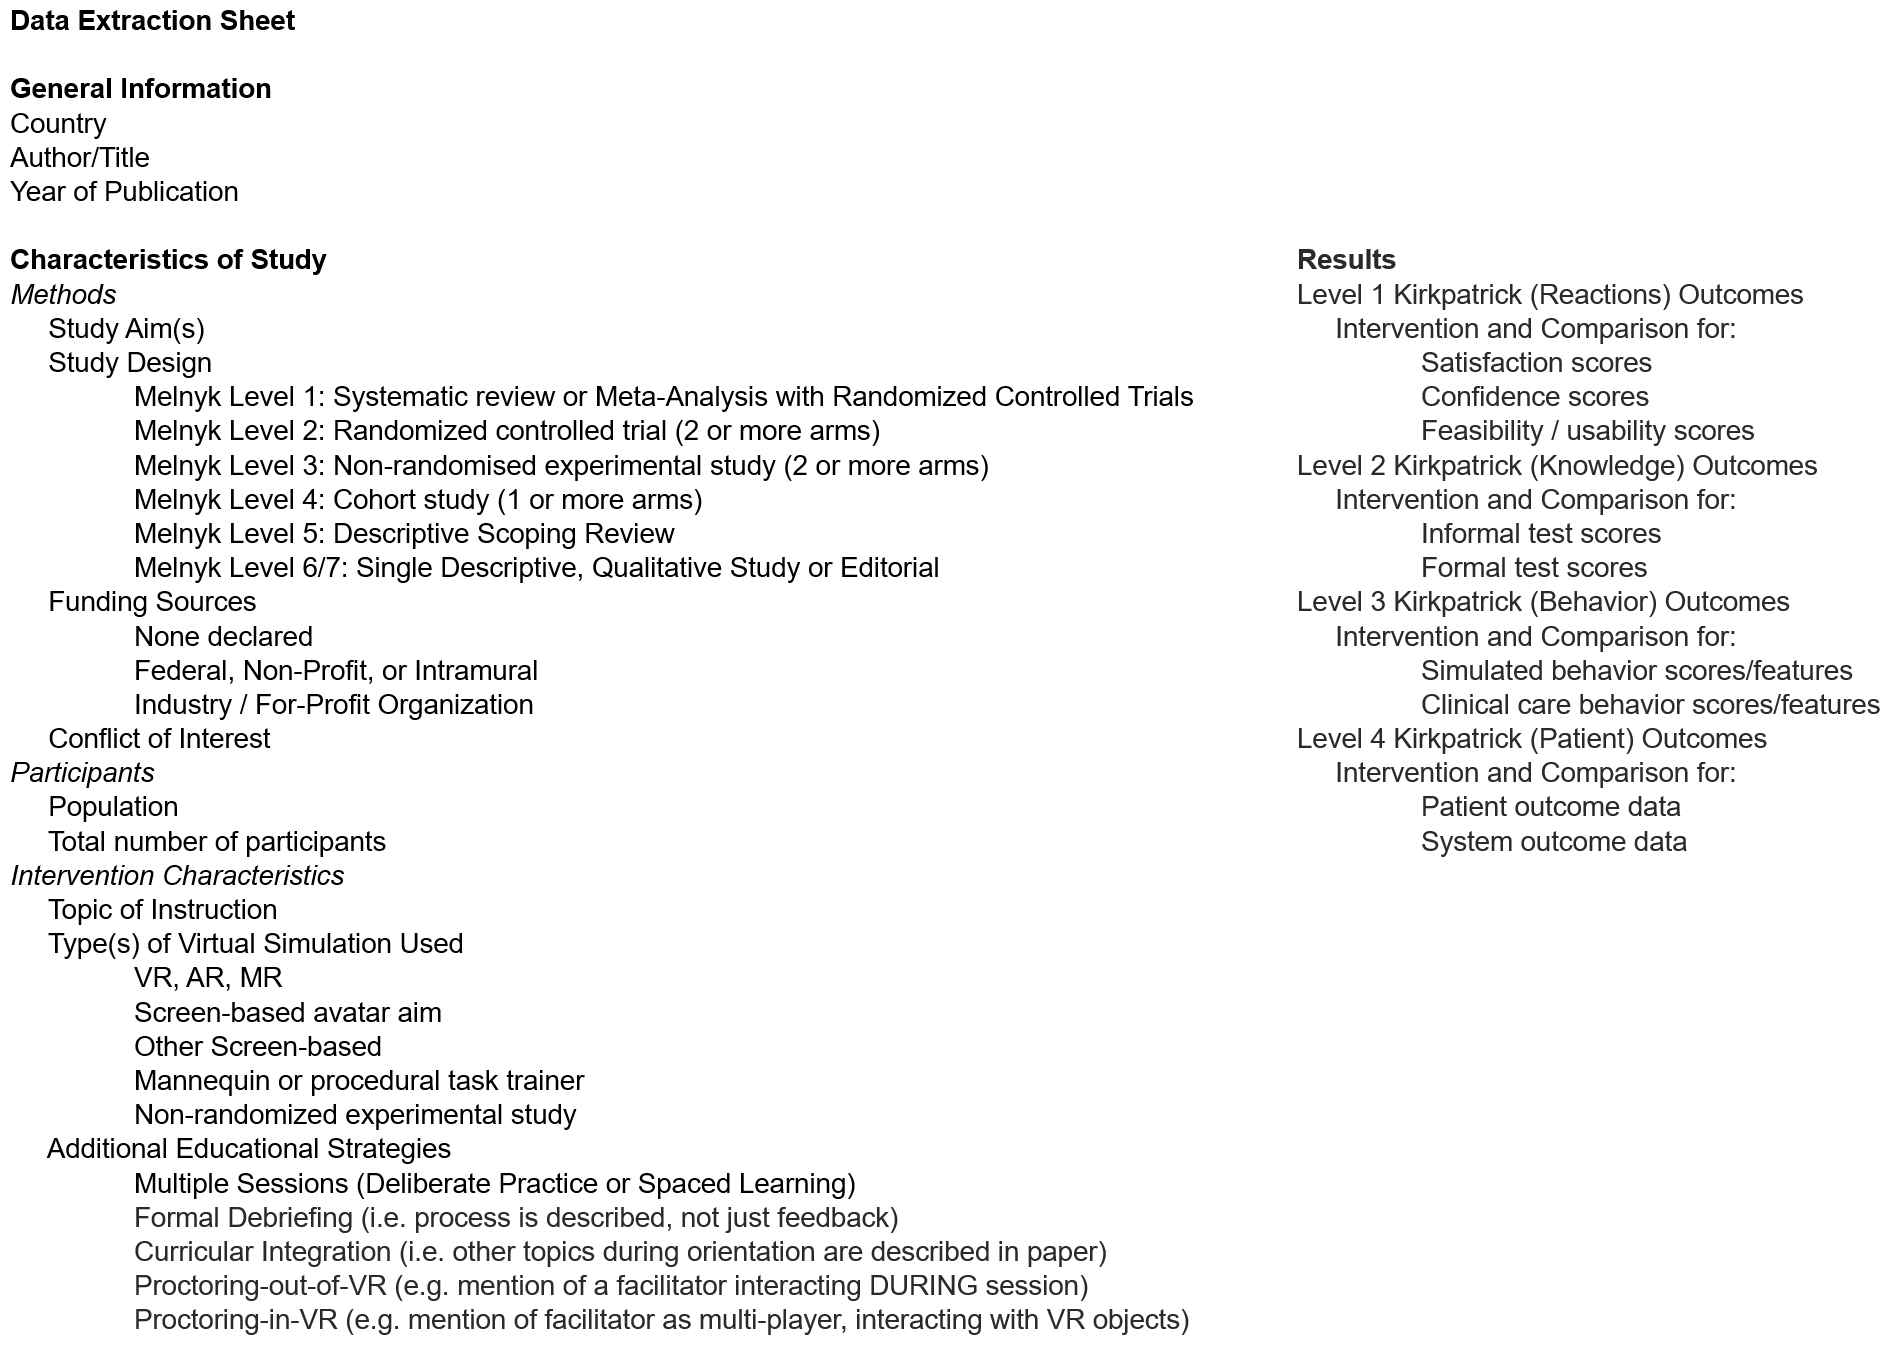 Data Extraction Sheet
General Information
Country
Author/Title
Year of Publication
Characteristics of Study
Methods
Study Aim(s)
Study Design
Melnyk Level 1: Systematic review or Meta-Analysis with Randomized Controlled Trials
Melnyk Level 2: Randomized controlled trial (2 or more arms)
Melnyk Level 3: Non-randomised experimental study (2 or more arms)
Melnyk Level 4: Cohort study (1 or more arms)
Melnyk Level 5: Descriptive Scoping Review
Melnyk Level 6/7: Single Descriptive, Qualitative Study or Editorial
Funding Sources
None declared
Federal, Non-Profit, or Intramural
Industry / For-Profit Organization
Conflict of Interest
Participants
Population
Total number of participants
Intervention Characteristics
Topic of Instruction
Type(s) of Virtual Simulation Used
VR, AR, MR
Screen-based avatar aim
Other Screen-based
Mannequin or procedural task trainer
Non-randomized experimental study
Additional Educational Strategies
Multiple Sessions (Deliberate Practice or Spaced Learning)
Formal Debriefing (i.e. process is described, not just feedback)
Curricular Integration (i.e. other topics during orientation are described in paper)
Proctoring-out-of-VR (e.g. mention of a facilitator interacting DURING session)
Proctoring-in-VR (e.g. mention of facilitator as multi-player, interacting with VR objects)
Results
Level 1 Kirkpatrick (Reactions) Outcomes
Intervention and Comparison for:
Satisfaction scores
Confidence scores
Feasibility / usability scores
Level 2 Kirkpatrick (Knowledge) Outcomes
Intervention and Comparison for:
Informal test scores
Formal test scores
Level 3 Kirkpatrick (Behavior) Outcomes
Intervention and Comparison for:
Simulated behavior scores/features
Clinical care behavior scores/features
Level 4 Kirkpatrick (Patient) Outcomes
Intervention and Comparison for:
Patient outcome data
System outcome data